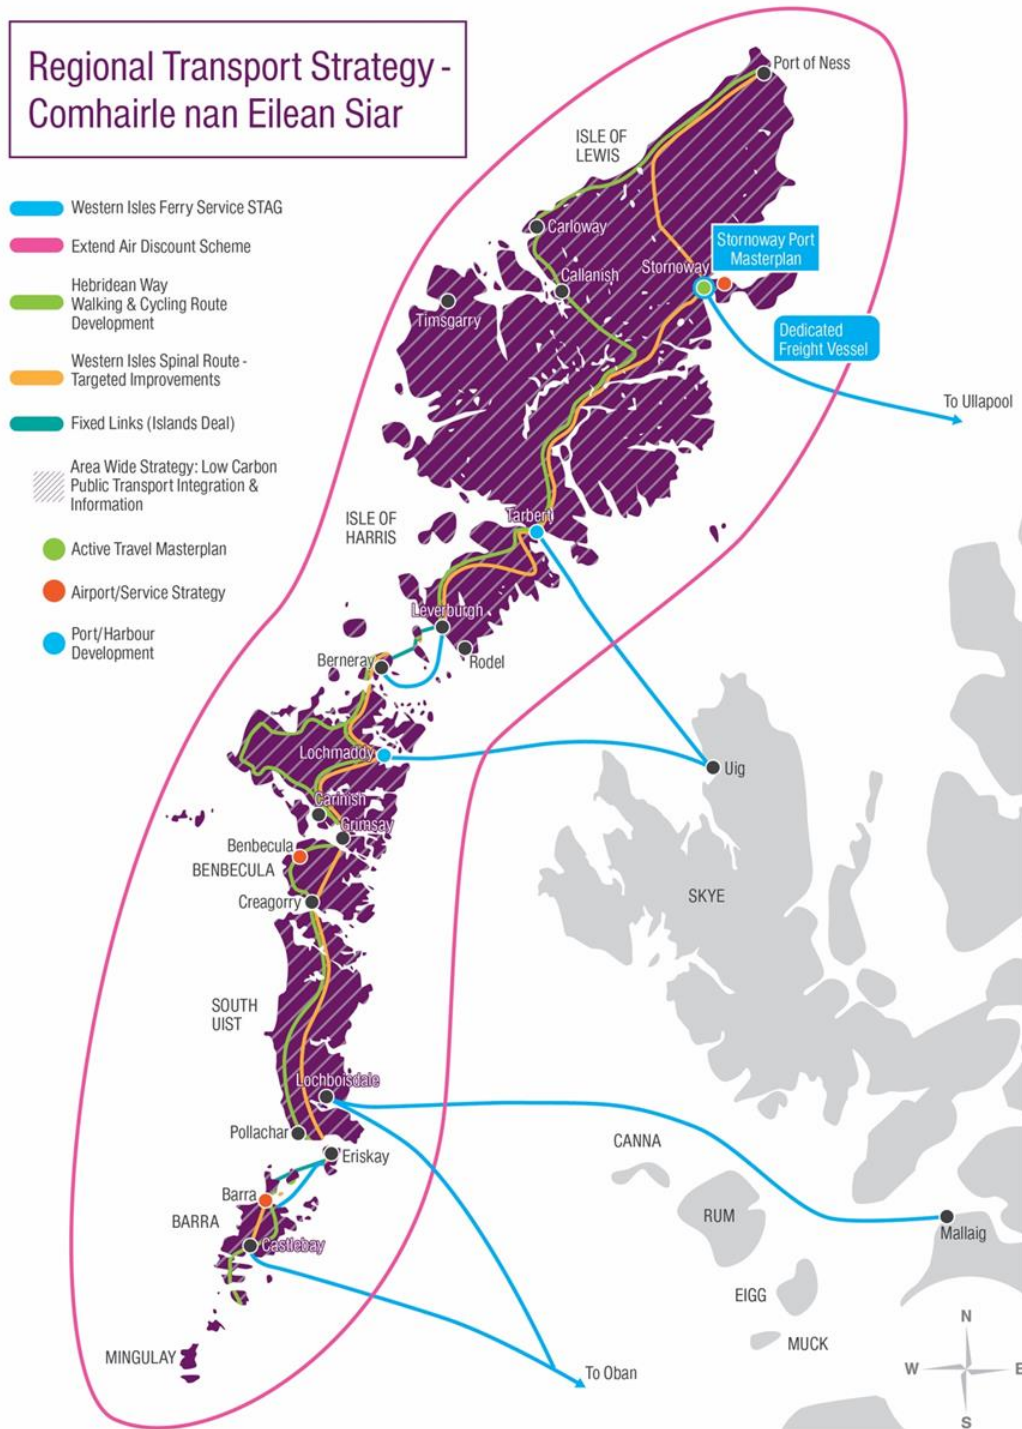 Regional Transport Strategy -
Comhairle nan Eilean Siar
Western Isles Ferry Service STAG
Extend Air Discount Scheme
Hebridean Way
Walking & Cycling Route
Development
Western Isles Spinal Route -
Targeted Improvements
Fixed Links (Islands Deal)
Area Wide Strategy: Low Carbon
Public Transport Integration &
Information
Active Travel Masterplan
Airport/Service Strategy
Port/Harbour
Development
Port of Ness
ISLE OF
LEWIS
Carloway
Stornoway Port
Masterplan
Stornoway
Callanish
Timsgarry
Dedicated
Freight Vessel
To Ullapool
Tarbert
ISLE OF
HARRIS
Leverburgh
Rodel
Berneray
Lochmaddy
Uig
Carinish
Grimsay
Benbecula
BENBECULA
Creagorry
SKYE
SOUTH
UIST
Lochboisdale
Pollachar
Eriskay
CANNA
Barra
BARRA
RUM
Mallaig
Castlebay
EIGG
MUCK
MINGULAY
To Oban
N
W
E
S